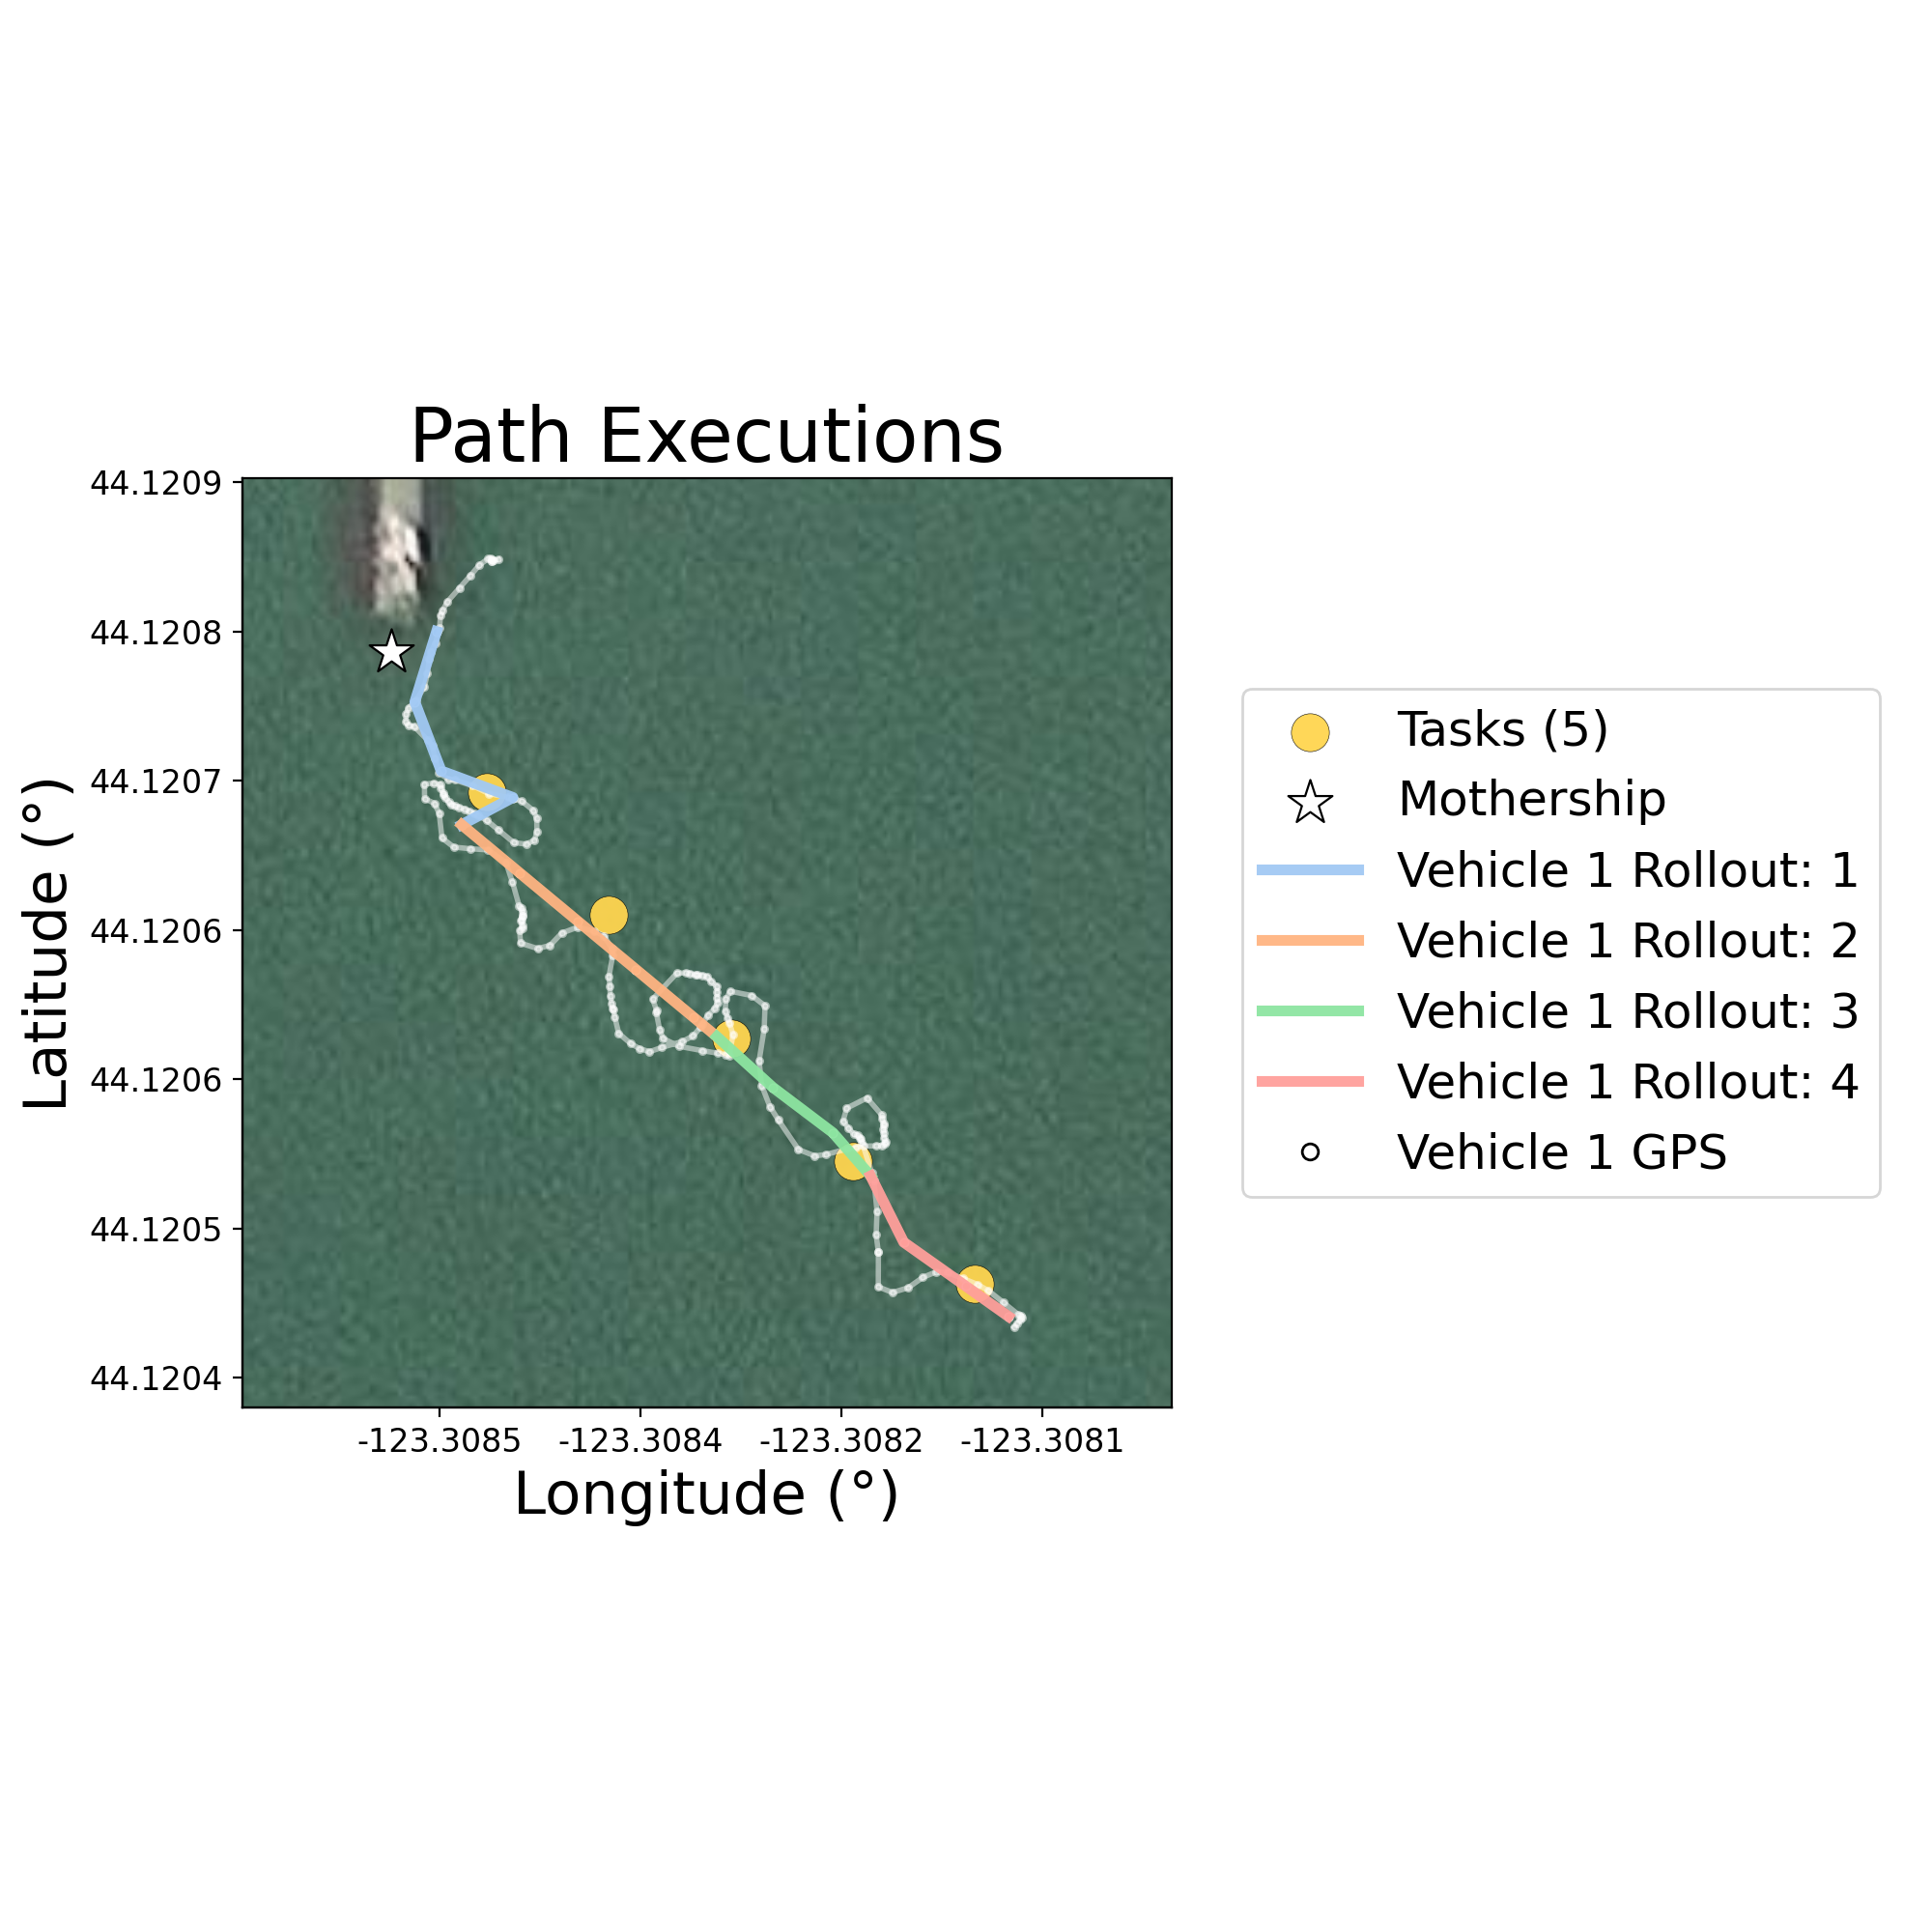 Path Executions
44.1209
44.1208
44.1207
44.1206
44.1206
44.1205
44.1204
Latitude (°)
-123.3085 -123.3084 -123.3082 -123.3081
Longitude (°)
Tasks (5)
Mothership
Vehicle 1 Rollout: 1
Vehicle 1 Rollout: 2
Vehicle 1 Rollout: 3
Vehicle 1 Rollout: 4
Vehicle 1 GPS